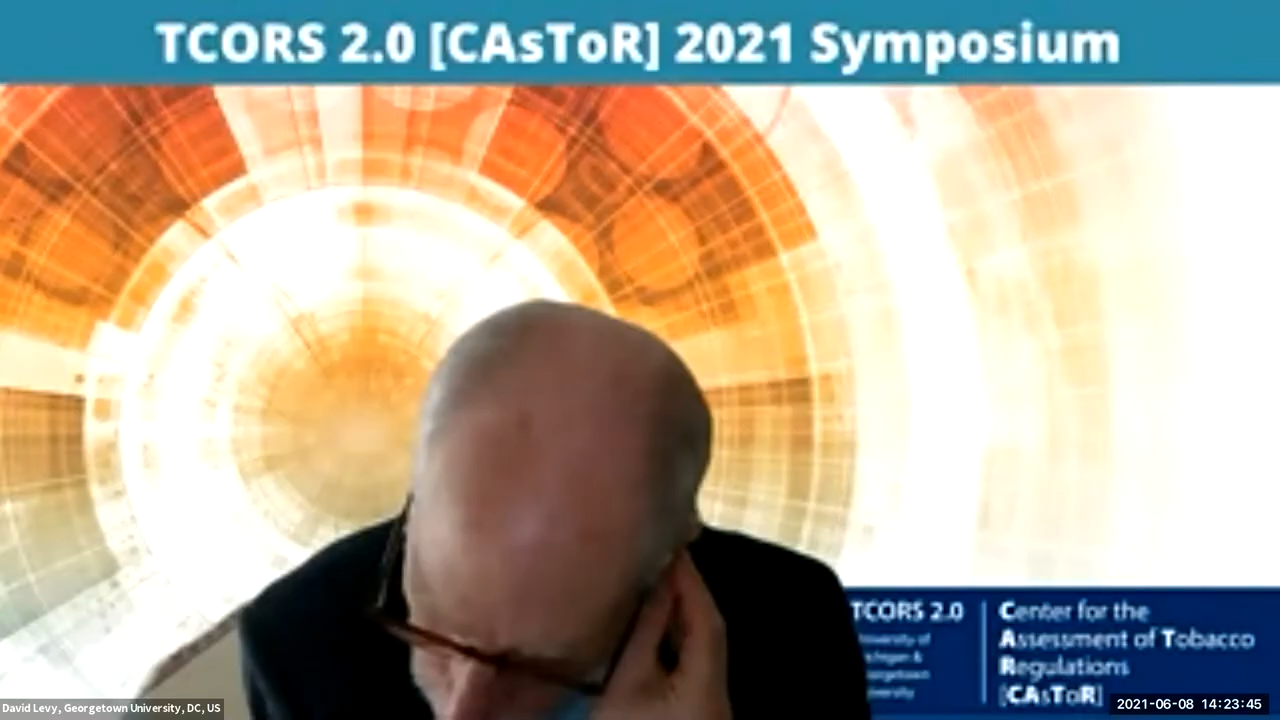 TCORS 2.0 [CAsToR] 2021 Symposium
TCORS 2.0
Center for the
Assessment of Tobacco
Regulations
[CAsToR]
David Levy, Georgetown University, DC, US
2021-06-08 14:23:45